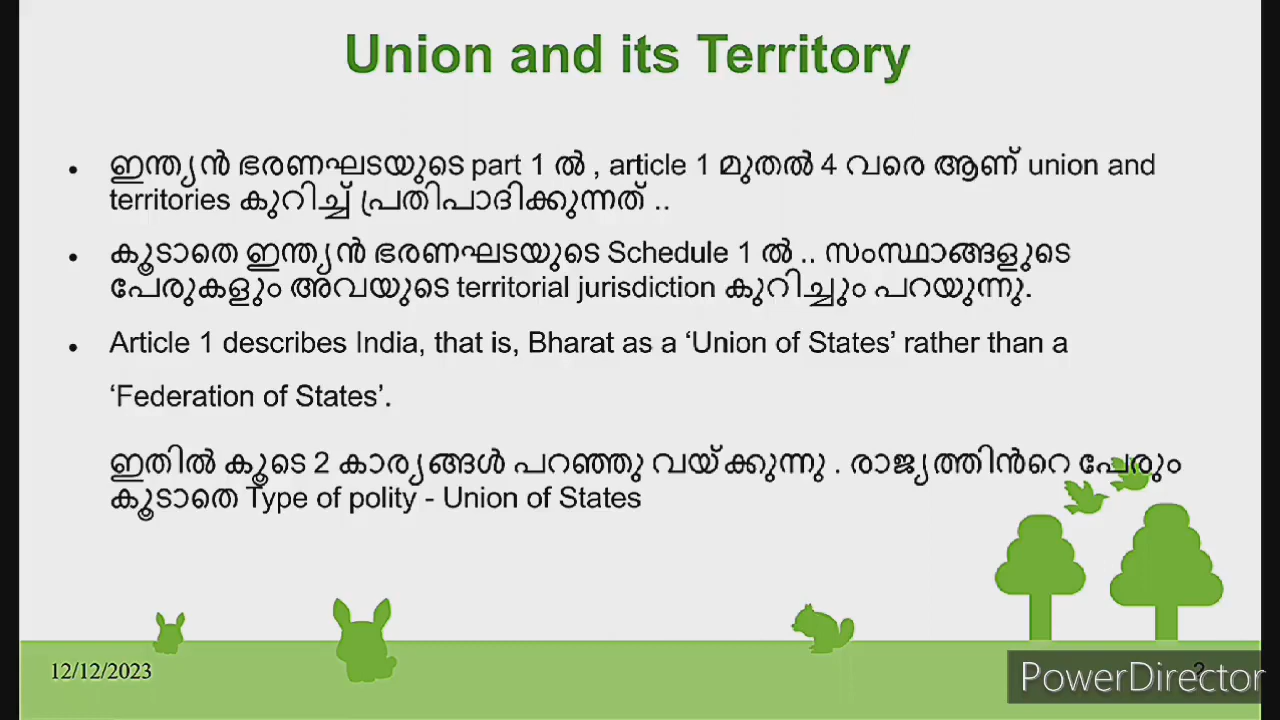 Union and its Territory
ഇന്ത്യൻ ഭരണഘടയുടെ part 1 ൽ , article 1 മുതൽ 4 വരെ ആണ് union and
territories കുറിച്ച് പ്രതിപാദിക്കുന്നത് ..
കൂടാതെ ഇന്ത്യൻ ഭരണഘടയുടെ Schedule 1 ൽ .. സംസ്ഥാങ്ങളുടെ
പേരുകളും അവയുടെ territorial jurisdiction കുറിച്ചും പറയുന്നു.
Article 1 describes India, that is, Bharat as a ‘Union of States’ rather than a
‘Federation of States’.
ഇതിൽ കൂടെ 2 കാര്യങ്ങൾ പറഞ്ഞു വയ്ക്കുന്നു . രാജ്യത്തിൻറെ പേരും
കൂടാതെ Type of polity - Union of States
12/12/2023
2
PowerDirector